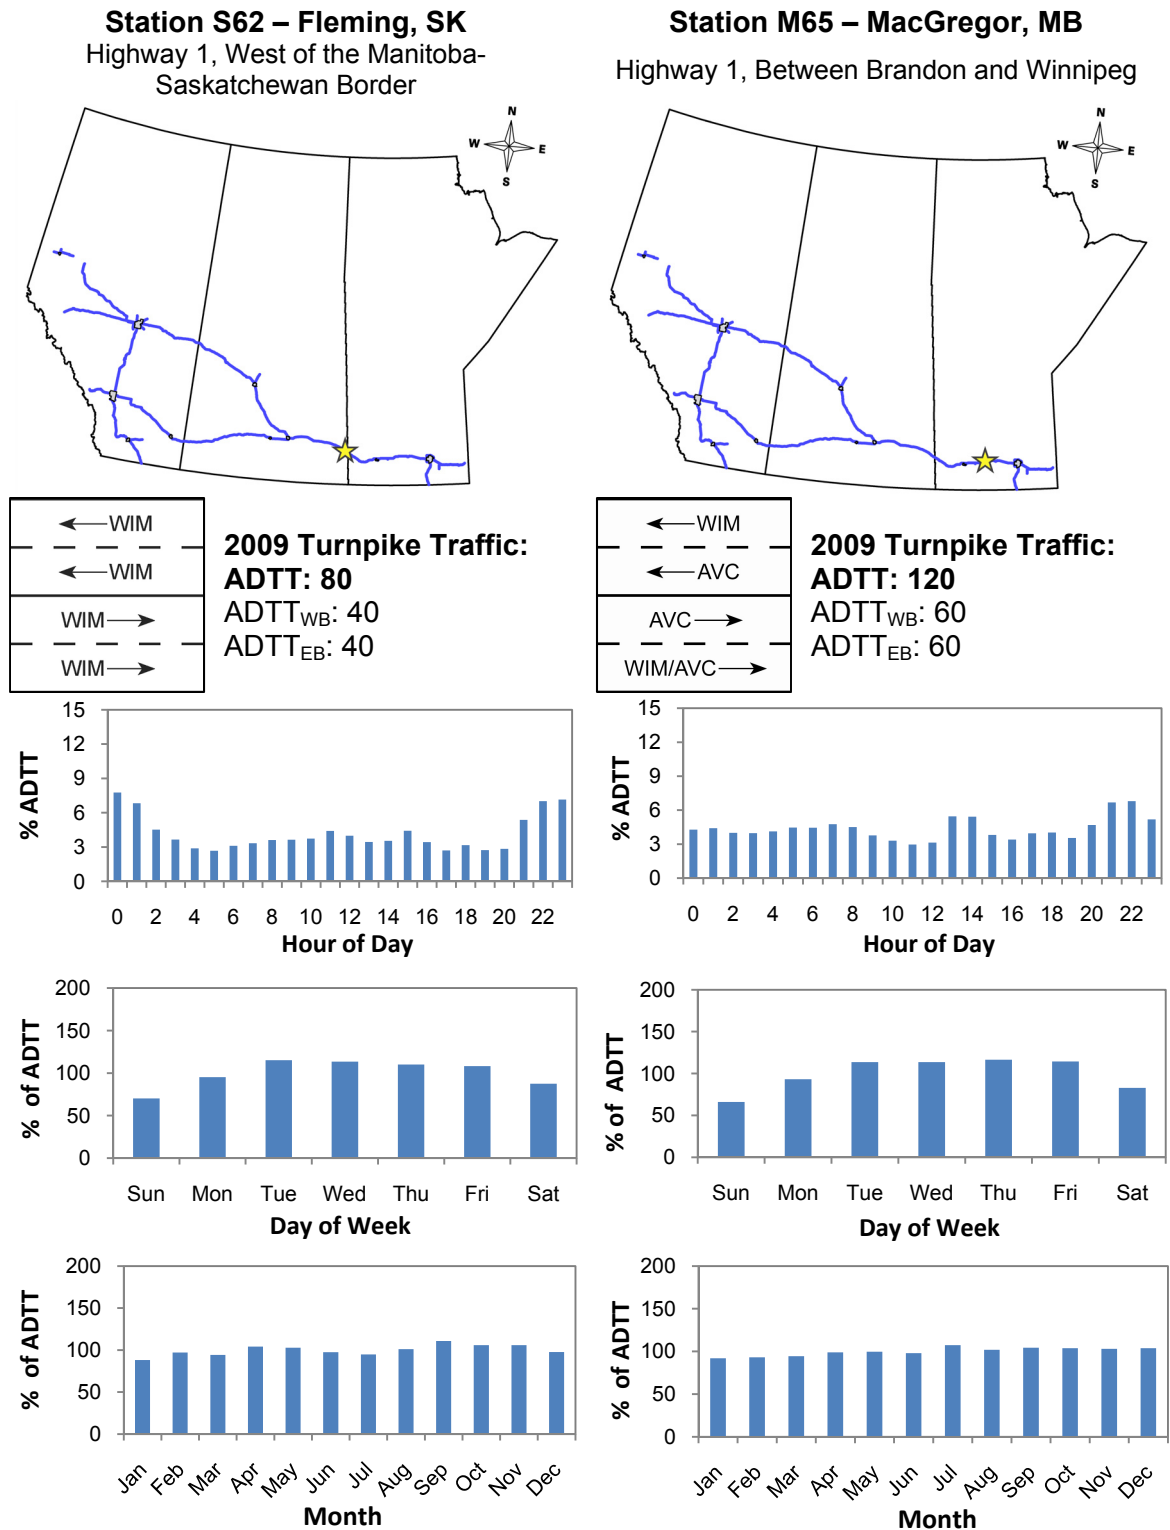 Station S62 – Fleming, SK
Highway 1, West of the Manitoba-
Saskatchewan Border
N
W
E
S
WIM
WIM
WIM
WIM
2009 Turnpike Traffic:
ADTT: 80
ADTTWB: 40
ADTTEB: 40
% ADTT
15
12
9
6
3
0
0 2 4 6 8 10 12 14 16 18 20 22
Hour of Day
% of ADTT
200
150
100
50
0
Sun Mon Tue Wed Thu Fri Sat
Day of Week
% of ADTT
200
150
100
50
0
Jan Feb Mar Apr May Jun Jul Aug Sep Oct Nov Dec
Month
Station M65 – MacGregor, MB
Highway 1, Between Brandon and Winnipeg
N
W
E
S
WIM
AVC
AVC
WIM/AVC
2009 Turnpike Traffic:
ADTT: 120
ADTTWB: 60
ADTTEB: 60
% ADTT
15
12
9
6
3
0
0 2 4 6 8 10 12 14 16 18 20 22
Hour of Day
% of ADTT
200
150
100
50
0
Sun Mon Tue Wed Thu Fri Sat
Day of Week
% of ADTT
200
150
100
50
0
Jan Feb Mar Apr May Jun Jul Aug Sep Oct Nov Dec
Month